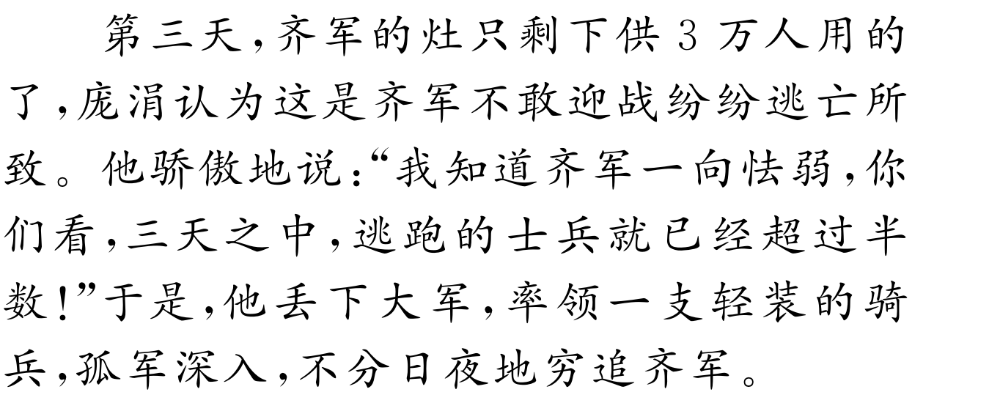 第三天，齐军的灶只剩下供3万人用的
了，庞涓认为这是齐军不敢迎战纷纷逃亡所
致。他骄傲地说：“我知道齐军一向怯弱，你
们看，三天之中，逃跑的士兵就已经超过半
数！”于是，他丢下大军，率领一支轻装的骑
兵，孤军深入，不分日夜地穷追齐军。